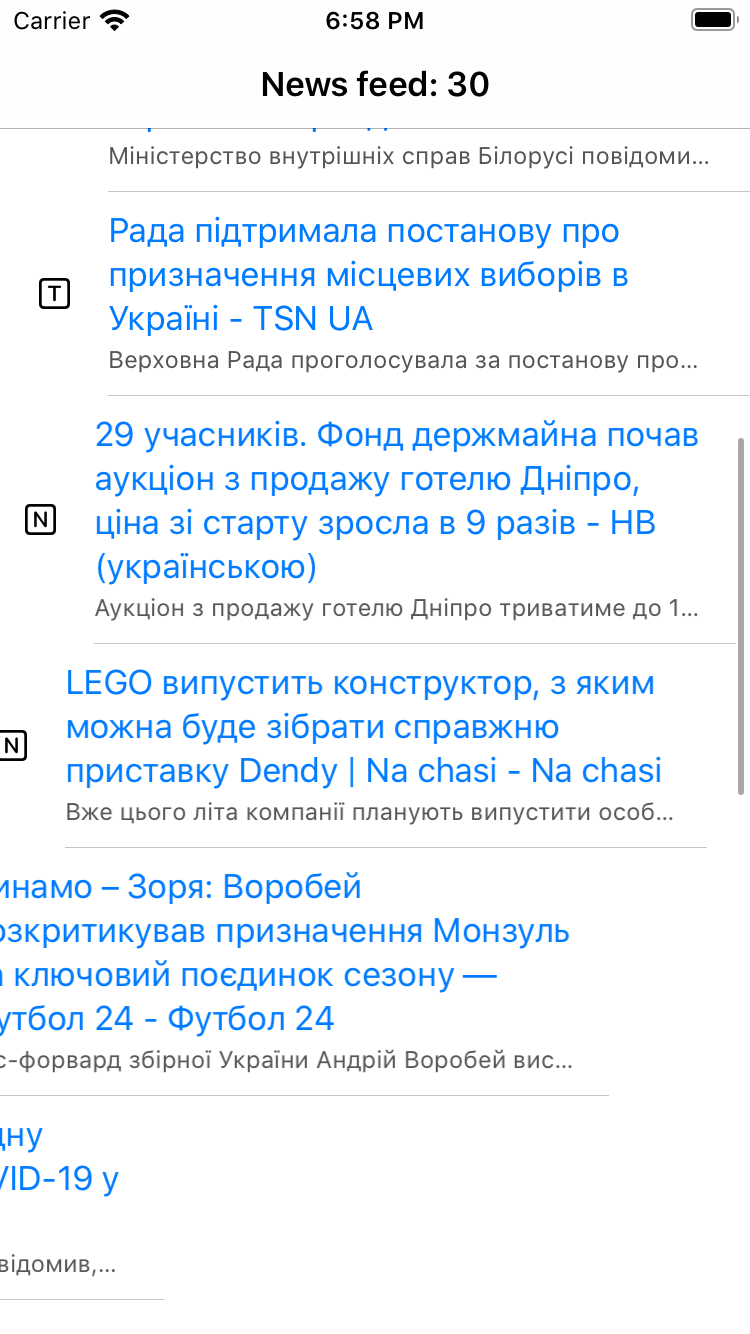 Carrier 6:58 PM
News feed: 30
Міністерство внутрішніх справ Білорусі повідоми...
Рада підтримала постанову про
призначення місцевих виборів в
T
Україні - TSN UA
Верховна Рада проголосувала за постанову про...
29 учасників. Фонд держмайна почав
аукціон з продажу готелю Дніпро,
N
ціна зі старту зросла в 9 разів - НВ
(українською)
Аукціон з продажу готелю Дніпро триватиме до 1...
LEGO випустить конструктор, з яким
можна буде зібрати справжню
N
приставку Dendy | Na chasi - Na chasi
Вже цього літа компанії планують випустити особ...
инамо – Зоря: Воробей
озкритикував призначення Монзуль
ключовий поєдинок сезону —
утбол 24 - Футбол 24
с-форвард збірної України Андрій Воробей вис...
дну
VID-19 у
відомив,...